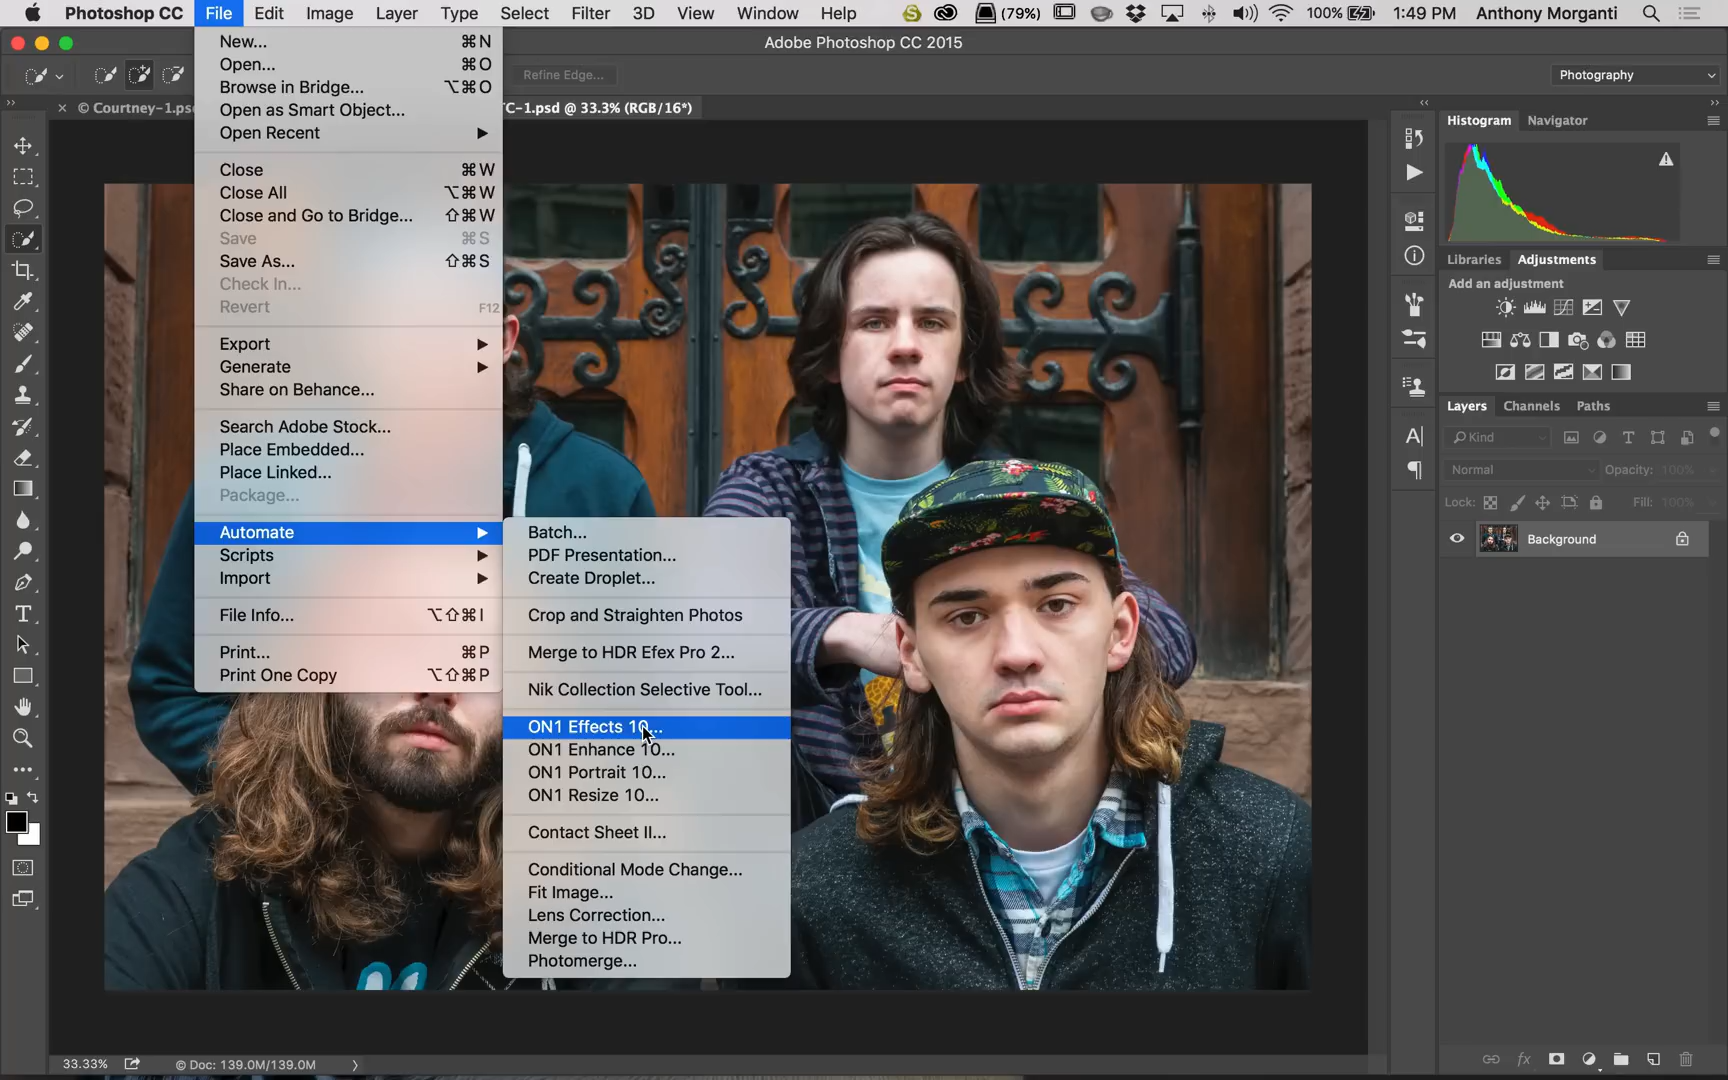 Photoshop CC File Edit Image Layer Type Select Filter 3D View Window Help (79%) 100% 1:49 PM Anthony Morganti
Adobe Photoshop CC 2015
Refine Edge...
Photography
© Courtney-1.ps
C-1.psd @ 33.3% (RGB/16*)
New... ⌘N
Open... ⌘O
Browse in Bridge... ⌥⌘O
Open as Smart Object...
Open Recent
Close ⌘W
Close All ⌥⌘W
Close and Go to Bridge... ⇧⌘W
Save ⌘S
Save As... ⇧⌘S
Check In...
Revert F12
Export
Generate
Share on Behance...
Search Adobe Stock...
Place Embedded...
Place Linked...
Package...
Automate
Scripts
Import
File Info... ⌥⇧⌘I
Print... ⌘P
Print One Copy ⌥⇧⌘P
Batch...
PDF Presentation...
Create Droplet...
Crop and Straighten Photos
Merge to HDR Efex Pro 2...
Nik Collection Selective Tool...
ON1 Effects 10...
ON1 Enhance 10...
ON1 Portrait 10...
ON1 Resize 10...
Contact Sheet II...
Conditional Mode Change...
Fit Image...
Lens Correction...
Merge to HDR Pro...
Photomerge...
Histogram Navigator
Libraries Adjustments
Add an adjustment
Layers Channels Paths
Kind
Normal Opacity: 100%
Lock: Fill: 100%
Background
33.33% © Doc: 139.0M/139.0M